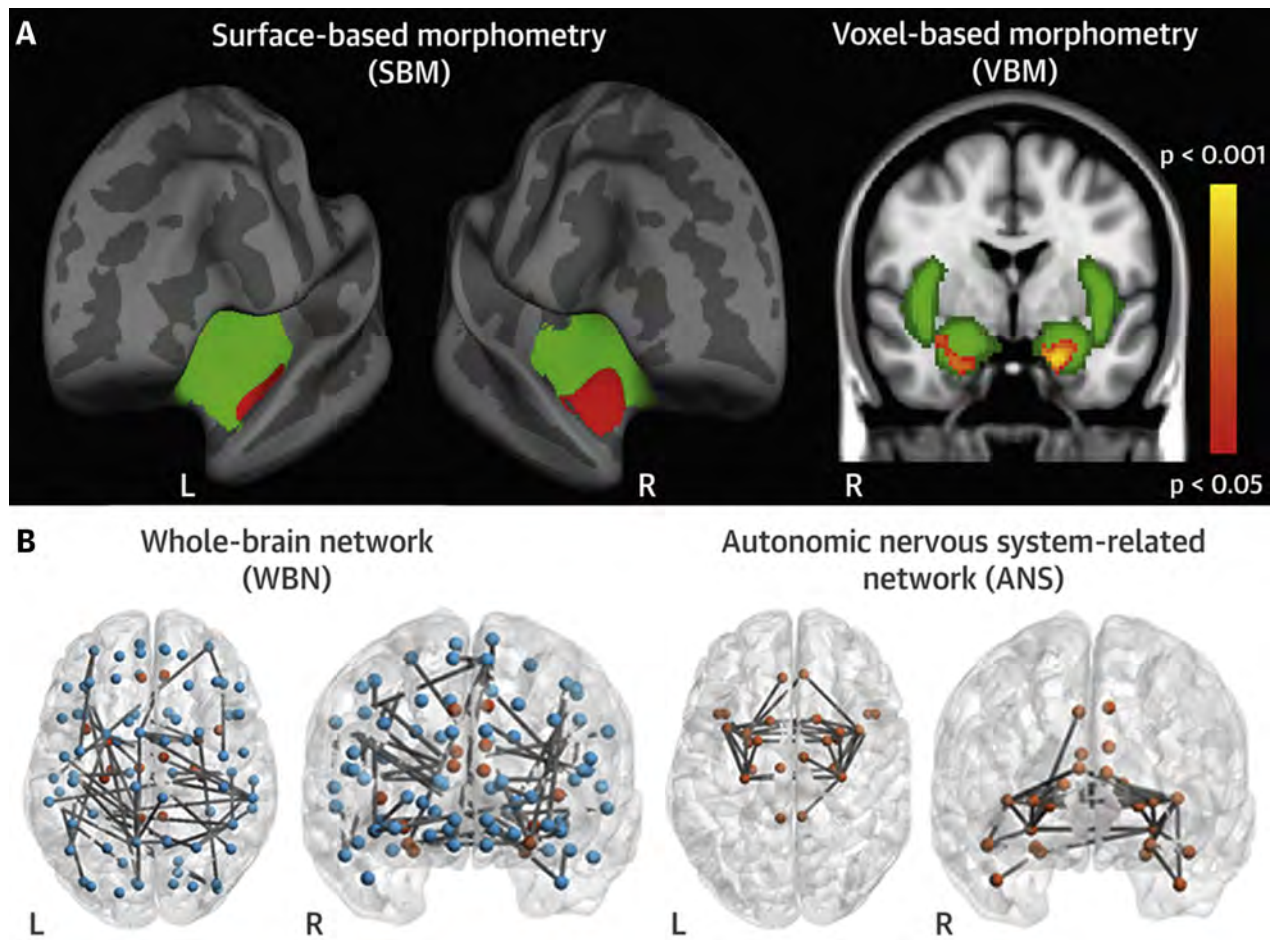 A
Surface-based morphometry
(SBM)
Voxel-based morphometry
(VBM)
p < 0.001
L
R
R
p < 0.05
B
Whole-brain network
(WBN)
Autonomic nervous system-related
network (ANS)
L
R
L
R